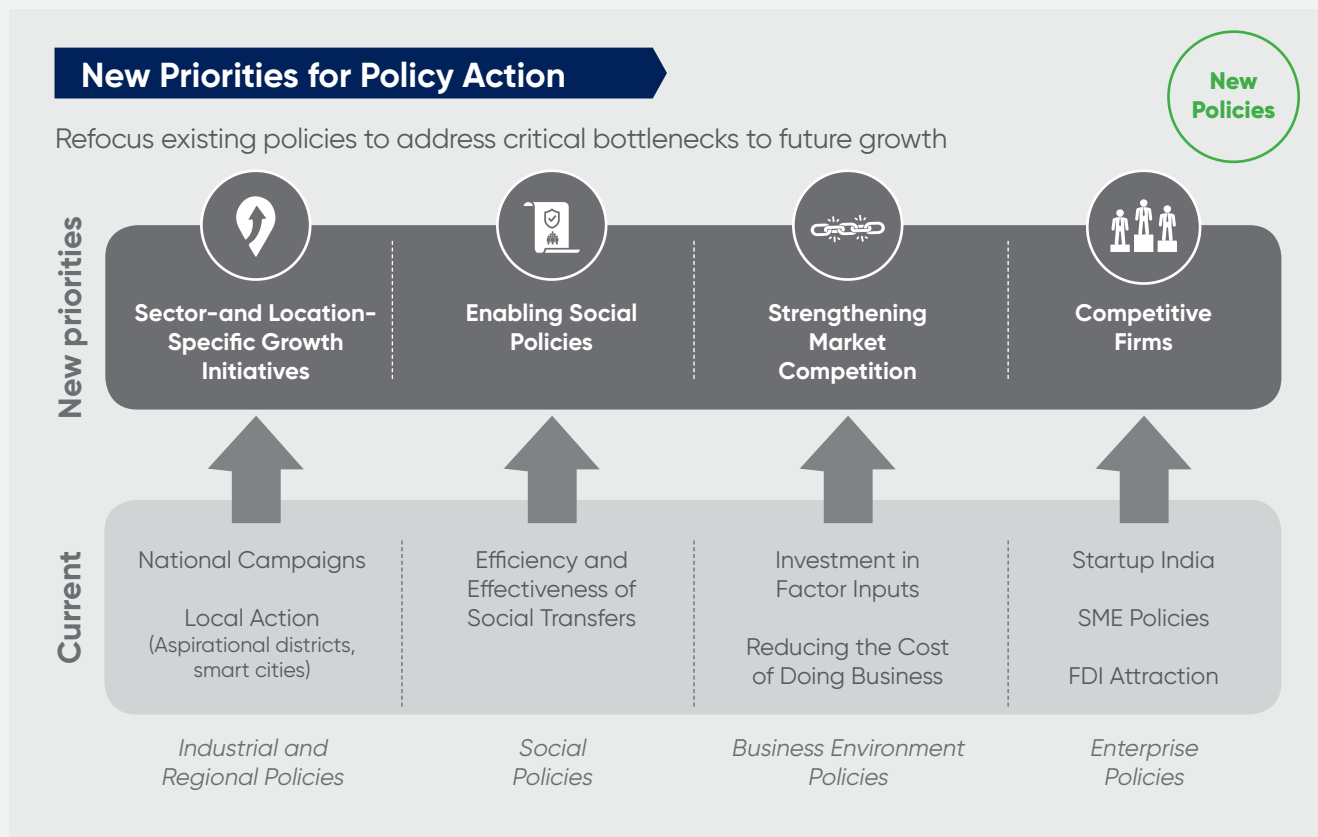 New Priorities for Policy Action
New
Policies
Refocus existing policies to address critical bottlenecks to future growth
New priorities
Sector-and Location-
Specific Growth
Initiatives
Enabling Social
Policies
Strengthening
Market
Competition
Competitive
Firms
Current
National Campaigns
Local Action
(Aspirational districts,
smart cities)
Efficiency and
Effectiveness of
Social Transfers
Investment in
Factor Inputs
Reducing the Cost
of Doing Business
Startup India
SME Policies
FDI Attraction
Industrial and
Regional Policies
Social
Policies
Business Environment
Policies
Enterprise
Policies